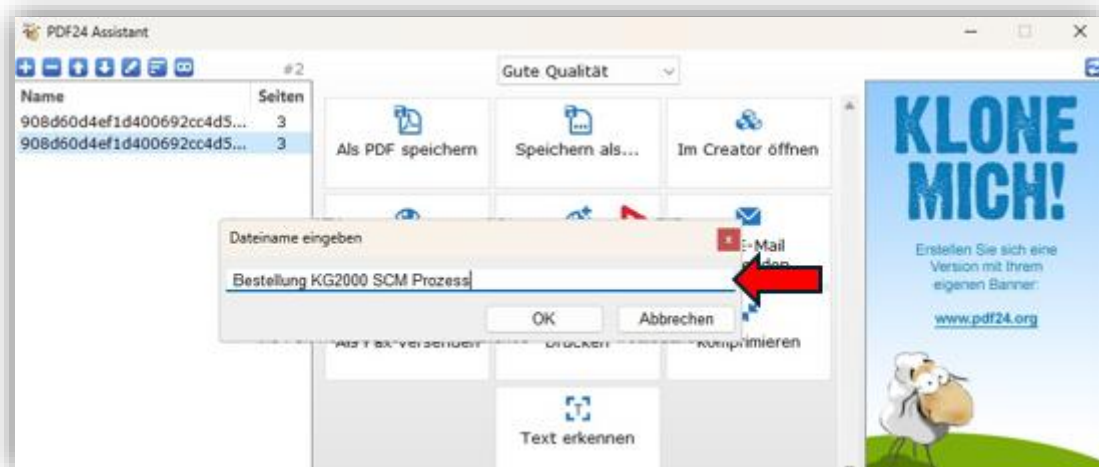 PDF24 Assistant
#2
Gute Qualität
Name Seiten
908d60d4ef1d400692cc4d5... 3
908d60d4ef1d400692cc4d5... 3
Als PDF speichern
Speichern als...
Im Creator öffnen
E-Mail
Dateiname eingeben
Bestellung KG2000 SCM Prozess
OK
Abbrechen
Als Fax versenden
Drucken
Komprimieren
Text erkennen
KLONE
MICH!
Erstellen Sie sich eine
Version mit Ihrem
eigenen Banner:
www.pdf24.org